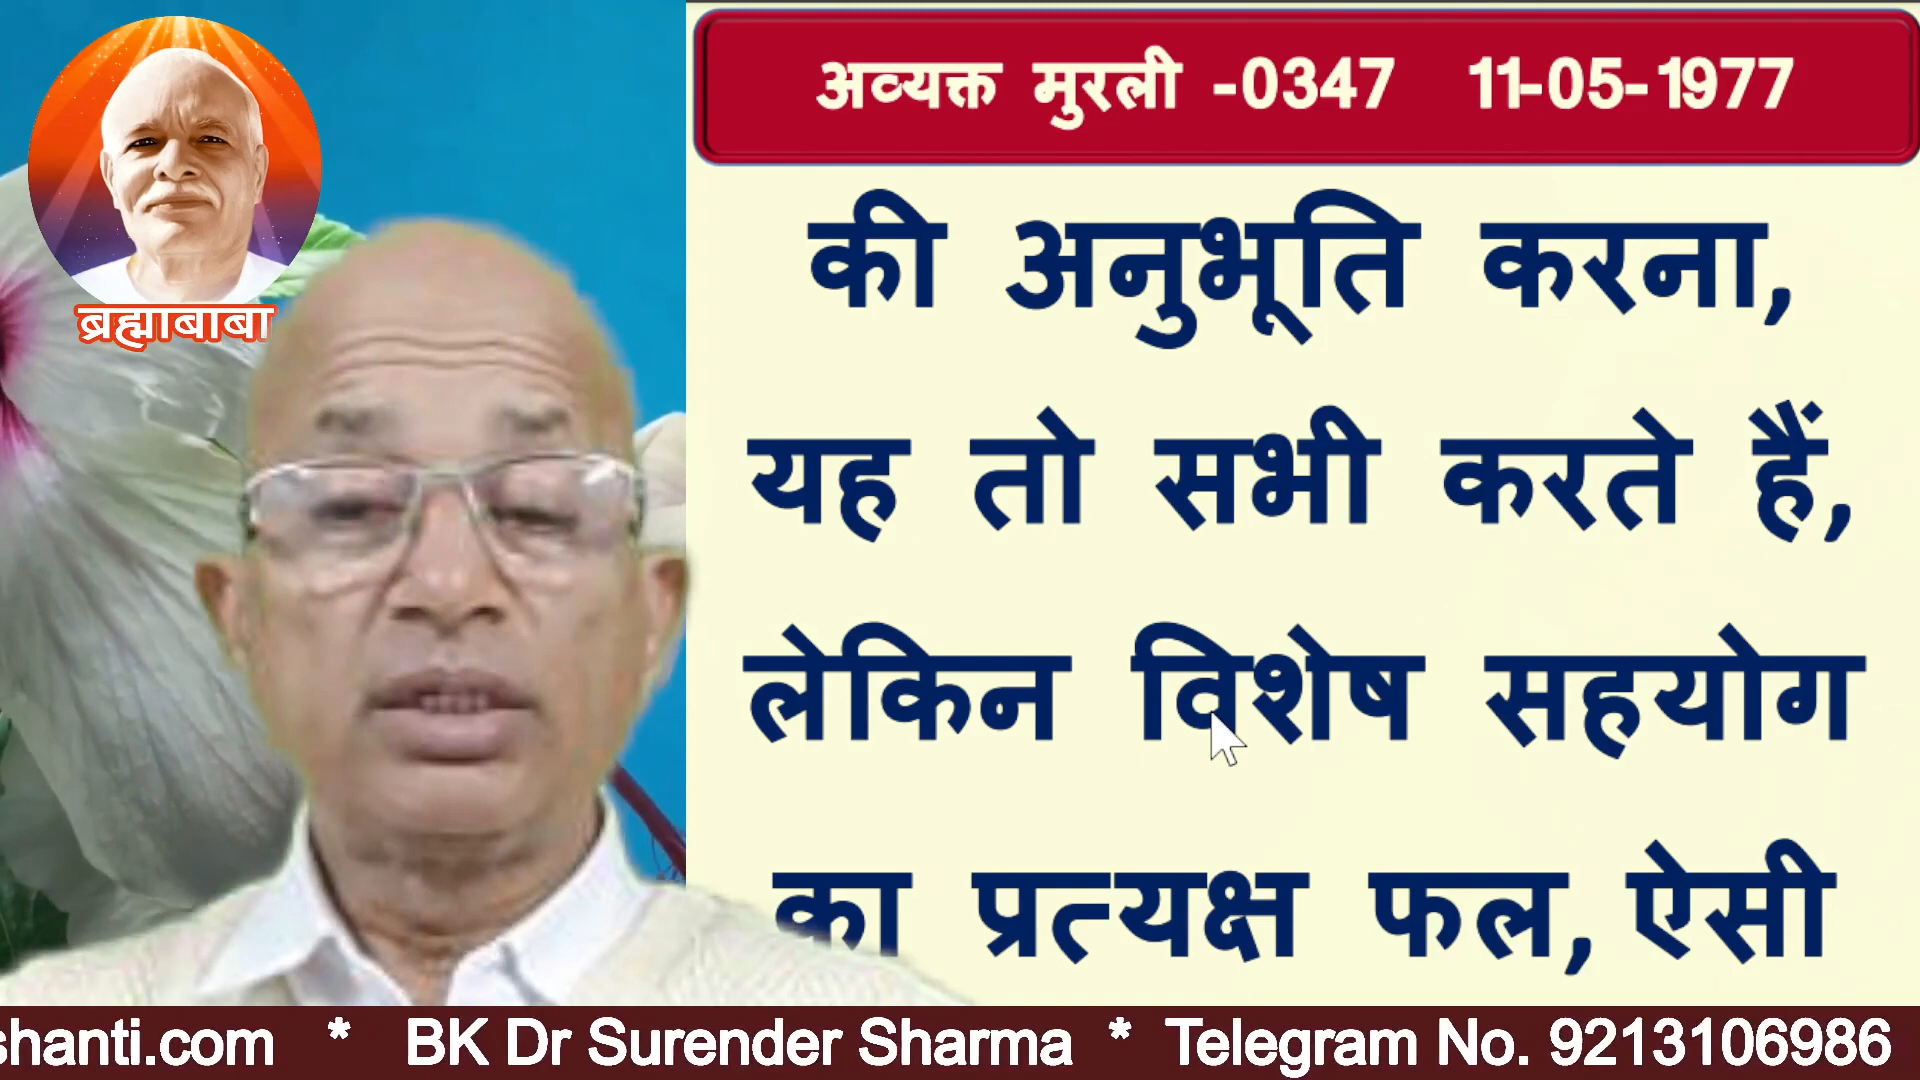 अव्यक्त मुरली -0347 11-05-1977
ब्रह्माबाबा
की अनुभूति करना,
यह तो सभी करते हैं,
लेकिन विशेष सहयोग
का प्रत्यक्ष फल, ऐसी
shanti.com * BK Dr Surender Sharma * Telegram No. 9213106986